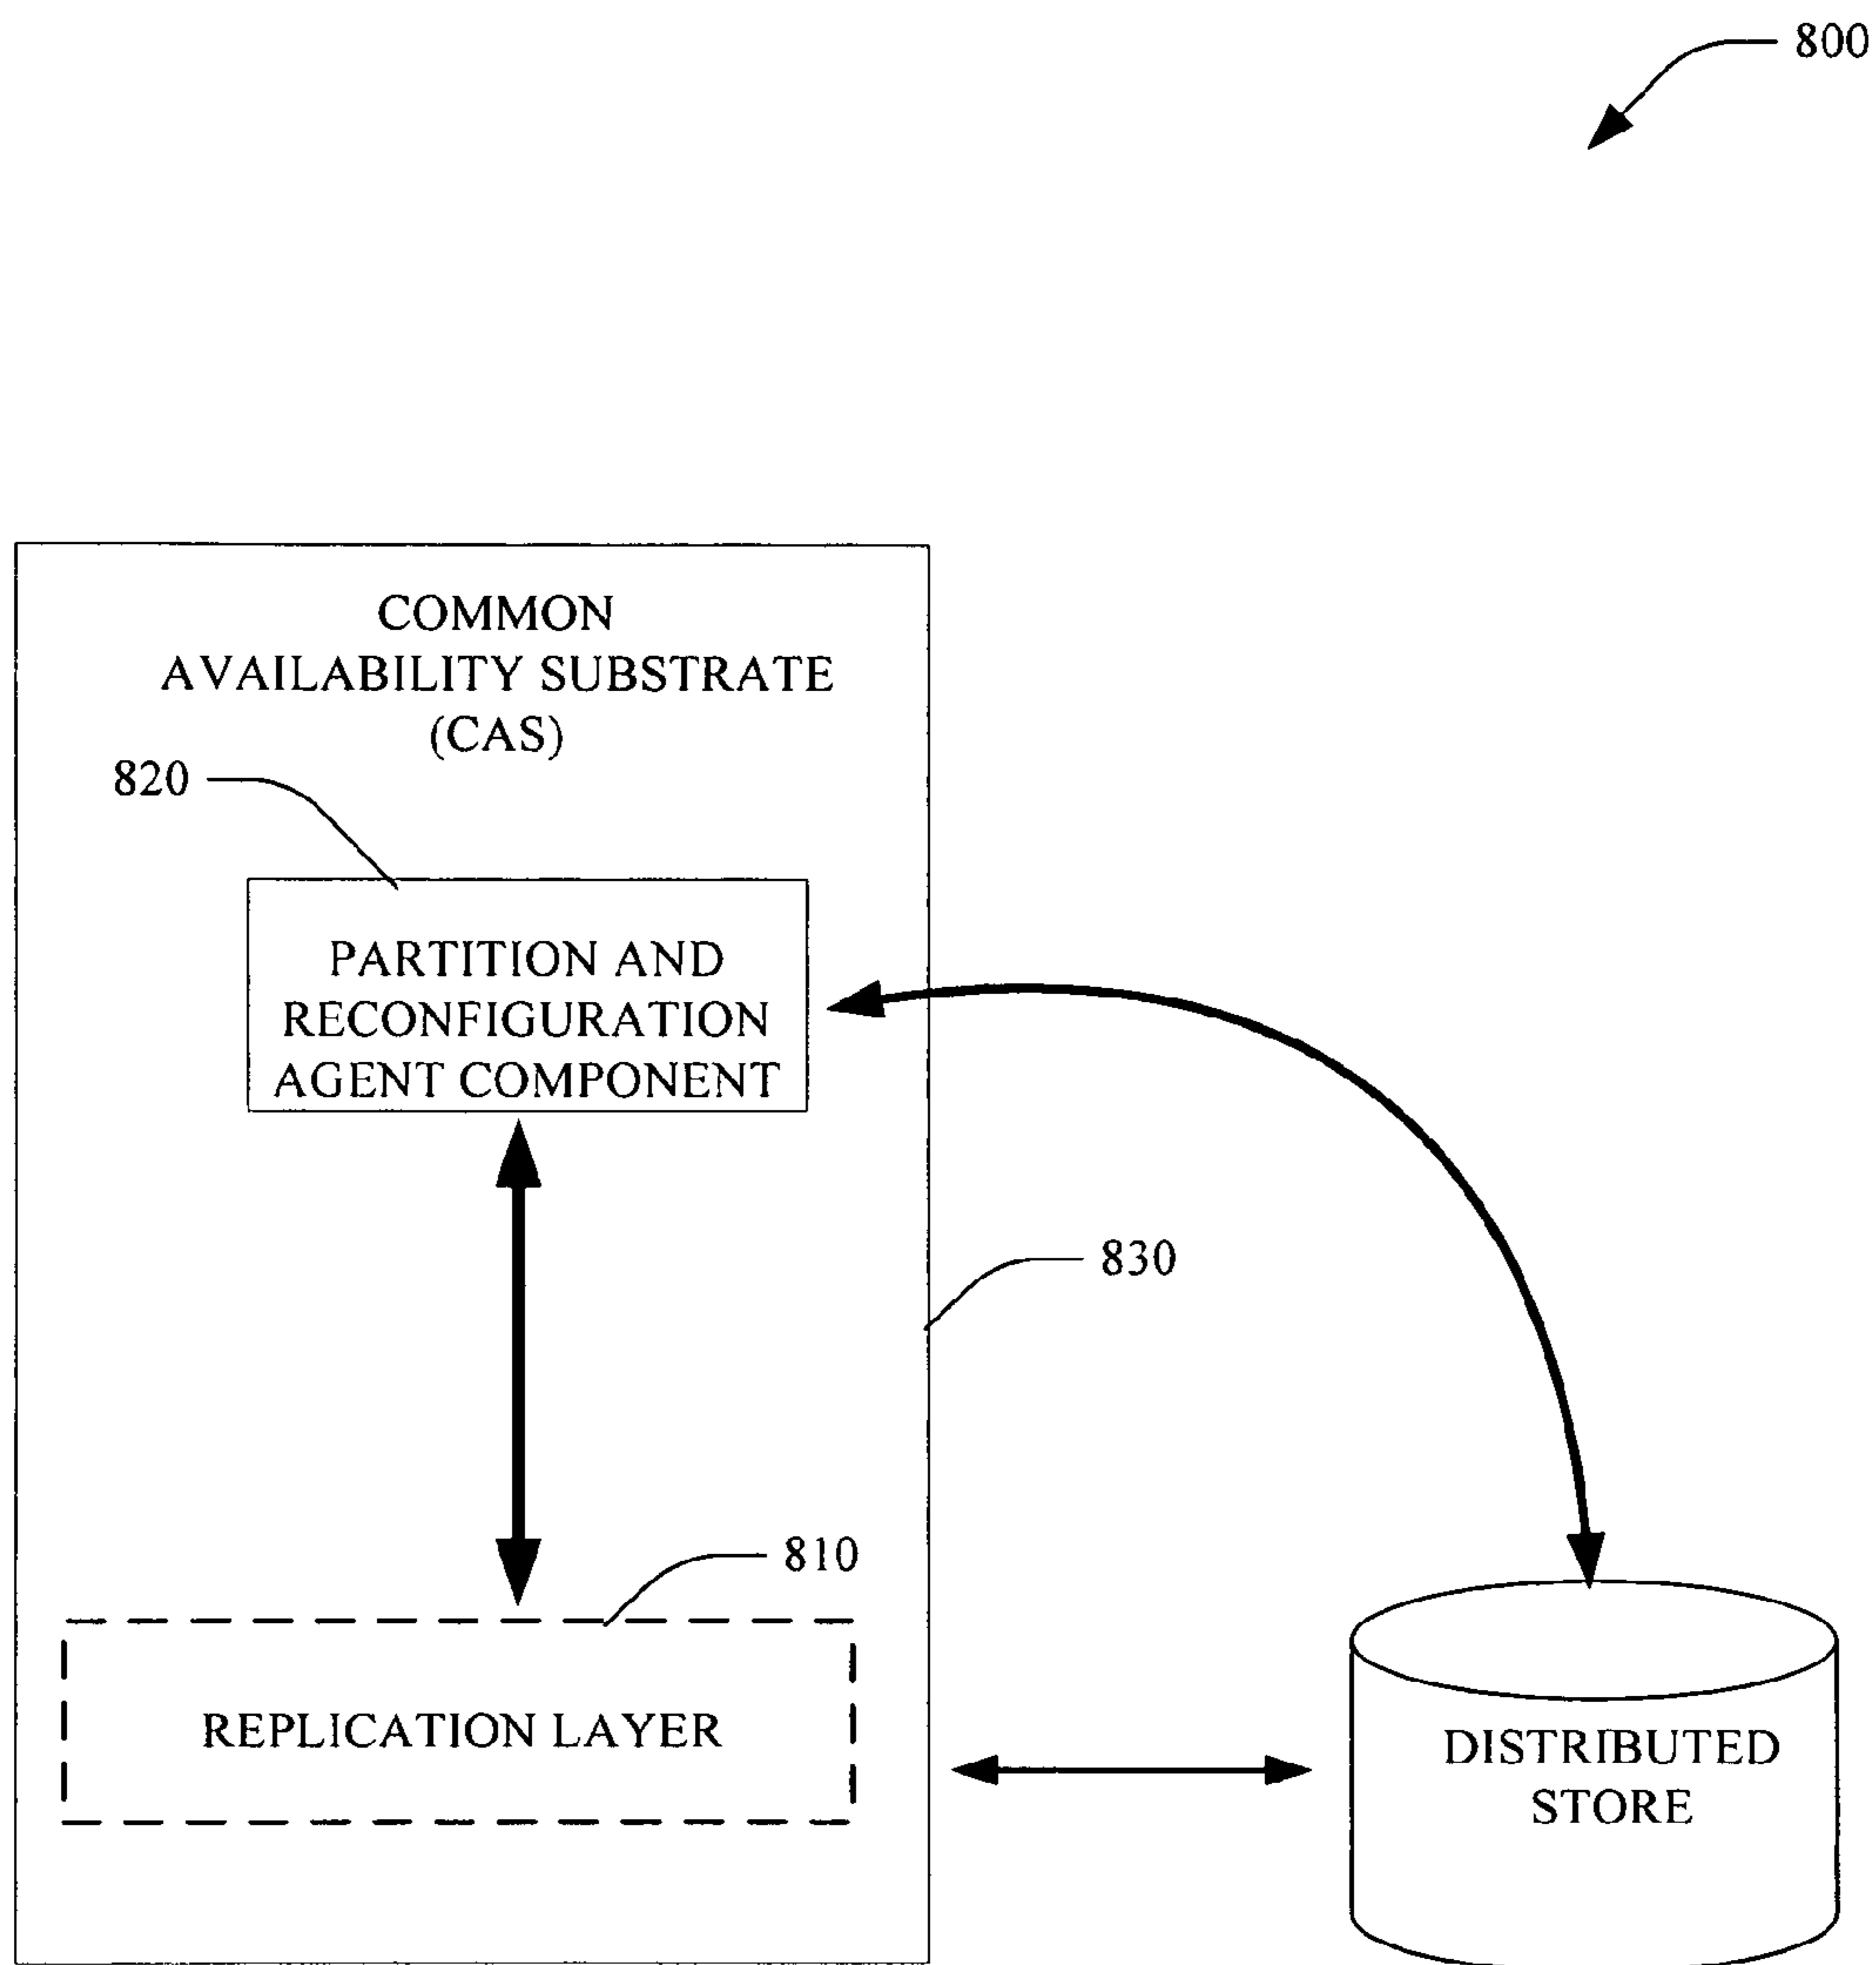 800
COMMON
AVAILABILITY SUBSTRATE
(CAS)
820
PARTITION AND
RECONFIGURATION
AGENT COMPONENT
830
810
REPLICATION LAYER
DISTRIBUTED
STORE